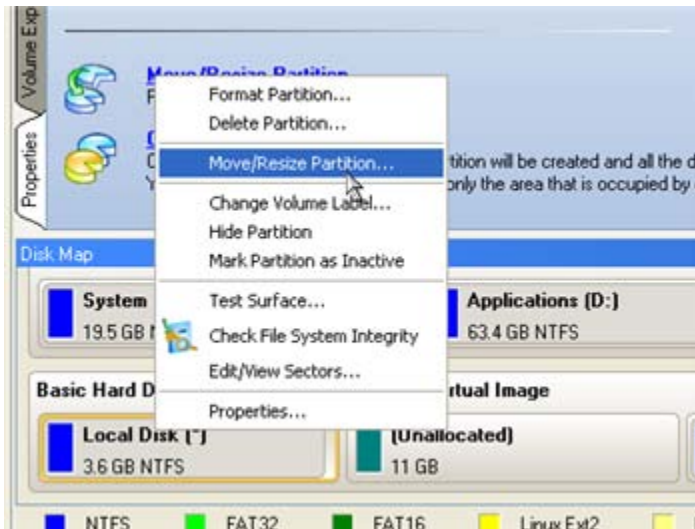 Volume Exp
Properties
Move/Resize Partition
Format Partition...
Delete Partition...
Move/Resize Partition...
tition will be created and all the d
only the area that is occupied by
Change Volume Label...
Hide Partition
Mark Partition as Inactive
Disk Map
System
19.5 GB
Test Surface...
Check File System Integrity
Edit/View Sectors...
Properties...
Applications (D:)
63.4 GB NTFS
Basic Hard D
rtual Image
Local Disk (*)
3.6 GB NTFS
(Unallocated)
11 GB
NTFS
FAT32
FAT16
Linux Ext2